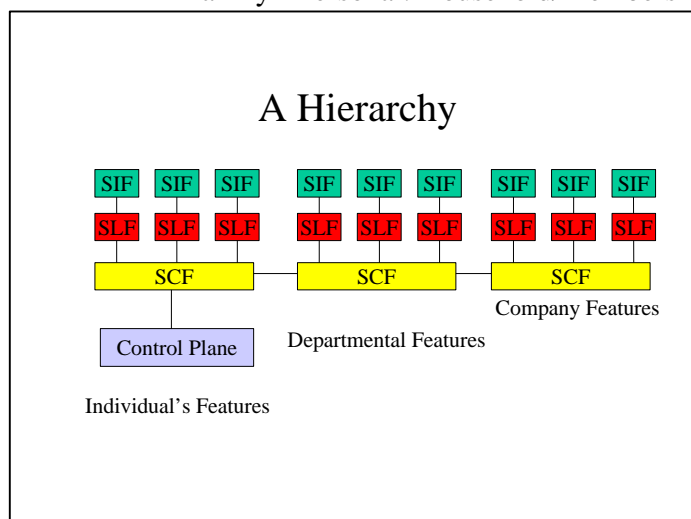 A Hierarchy
SIF SIF SIF SIF SIF SIF SIF SIF SIF
SLF SLF SLF SLF SLF SLF SLF SLF SLF
SCF SCF SCF
Company Features
Control Plane
Departmental Features
Individual's Features